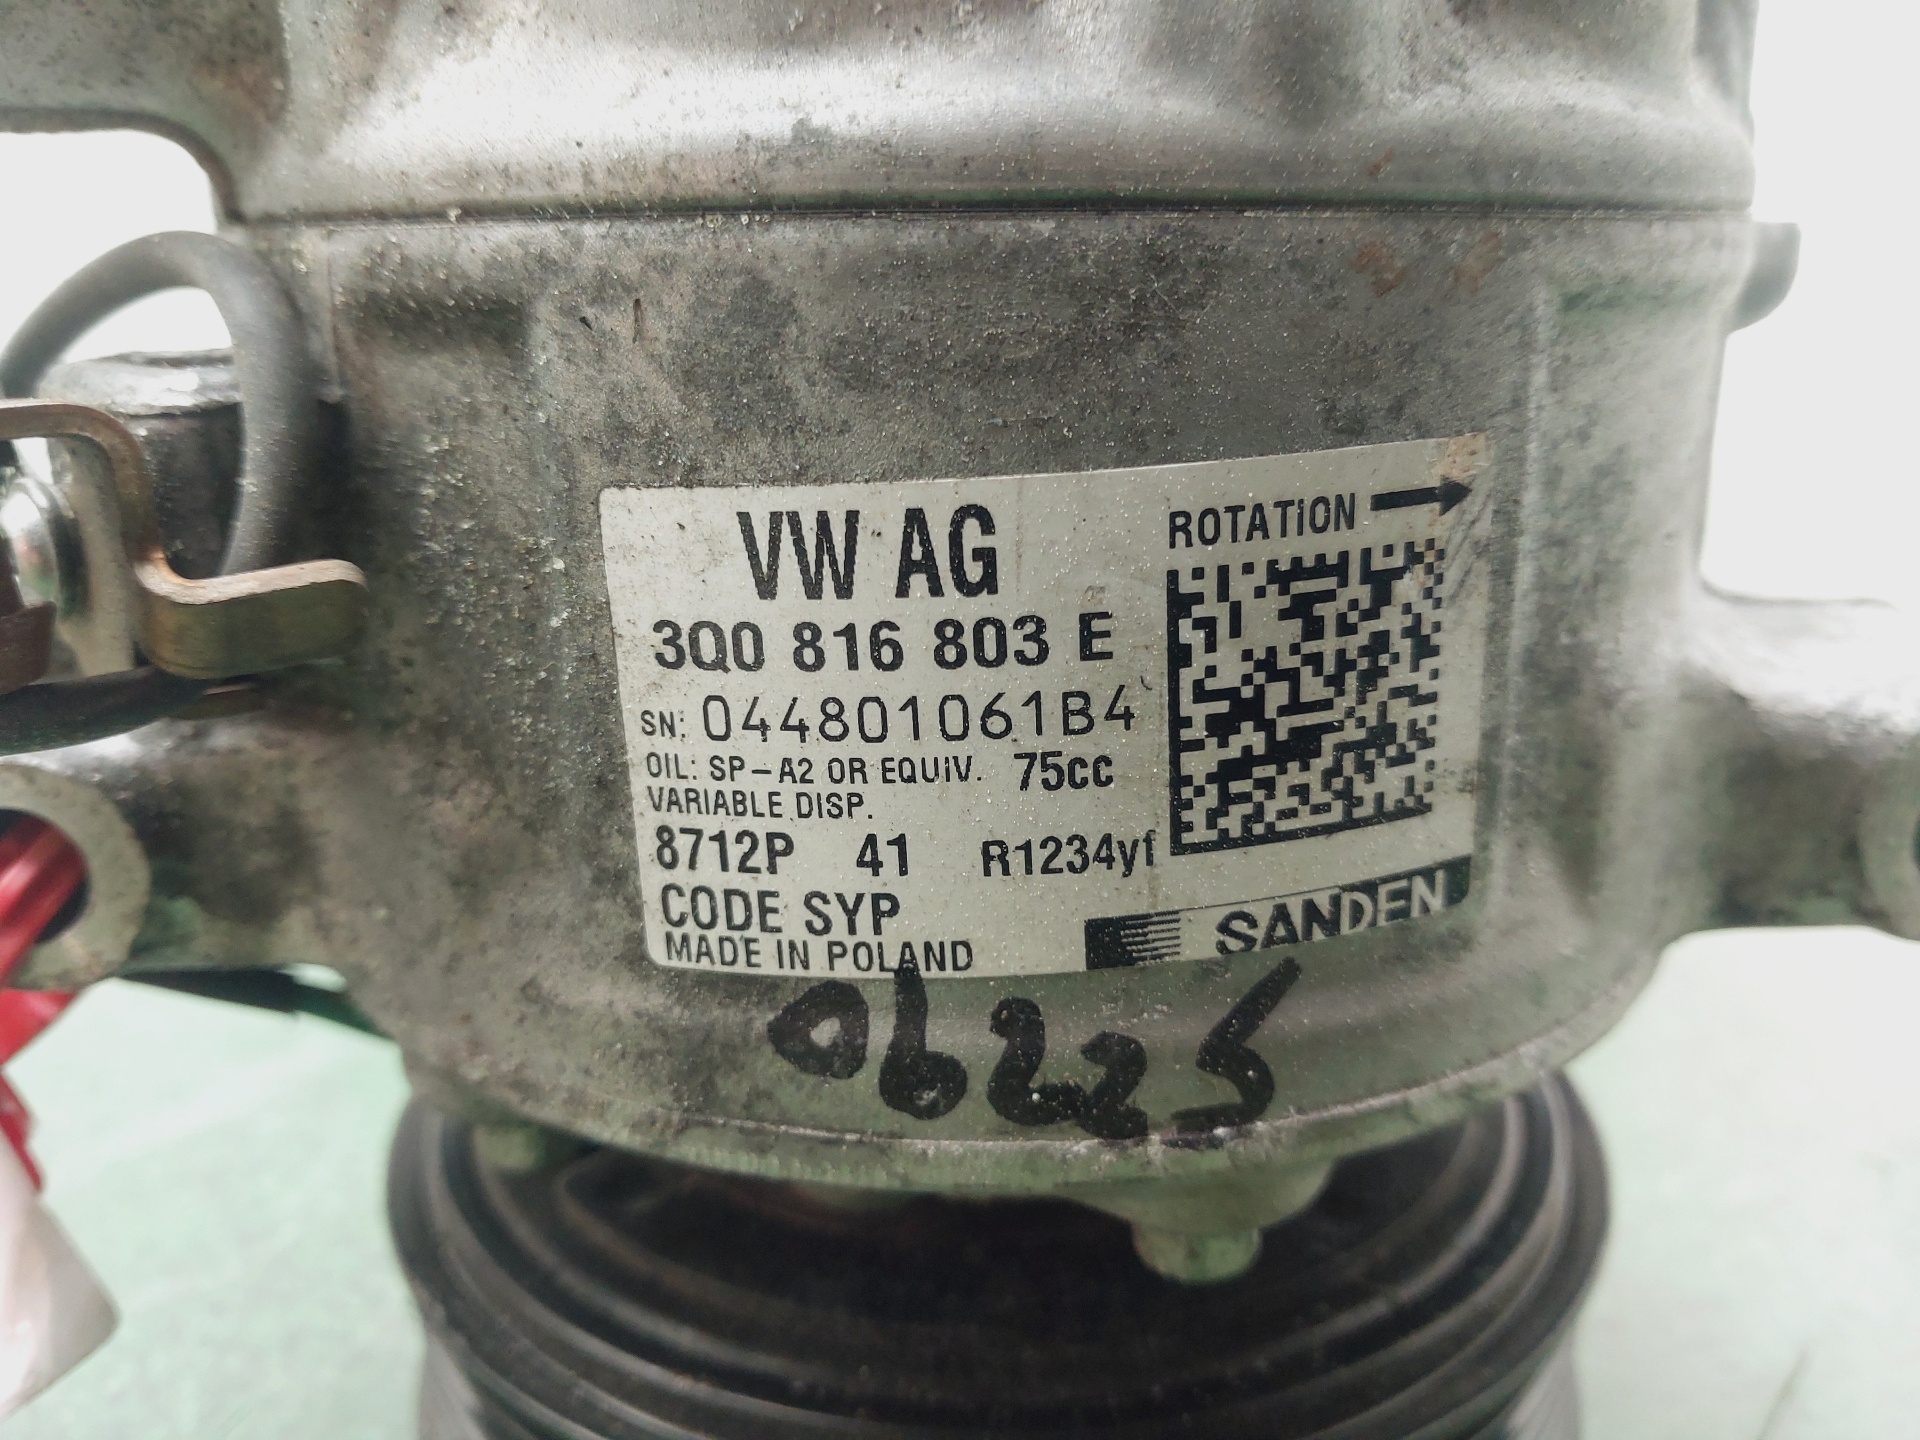 VW AG
ROTATION
3Q0 816 803 E
SN: 044801061B4
OIL: SP-A2 OR EQUIV. 75cc
VARIABLE DISP.
8712P 41 R1234yf
CODE SYP
MADE IN POLAND
SANDEN
06225